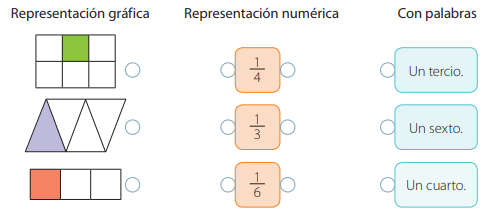 Representación gráfica Representación numérica Con palabras
1/4 Un tercio.
1/3 Un sexto.
1/6 Un cuarto.